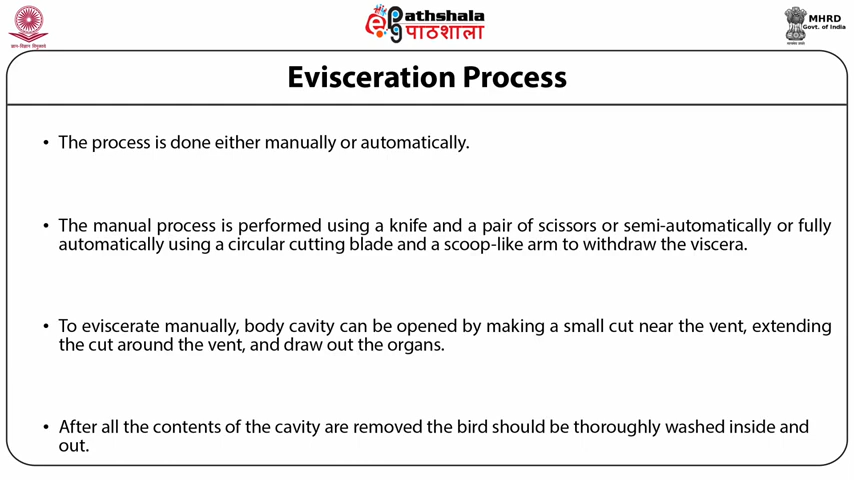 ज्ञान-विज्ञान विमुक्तये
ePathshala
पाठशाला
MHRD
Govt. of India
Evisceration Process
• The process is done either manually or automatically.
• The manual process is performed using a knife and a pair of scissors or semi-automatically or fully
automatically using a circular cutting blade and a scoop-like arm to withdraw the viscera.
• To eviscerate manually, body cavity can be opened by making a small cut near the vent, extending
the cut around the vent, and draw out the organs.
• After all the contents of the cavity are removed the bird should be thoroughly washed inside and
out.